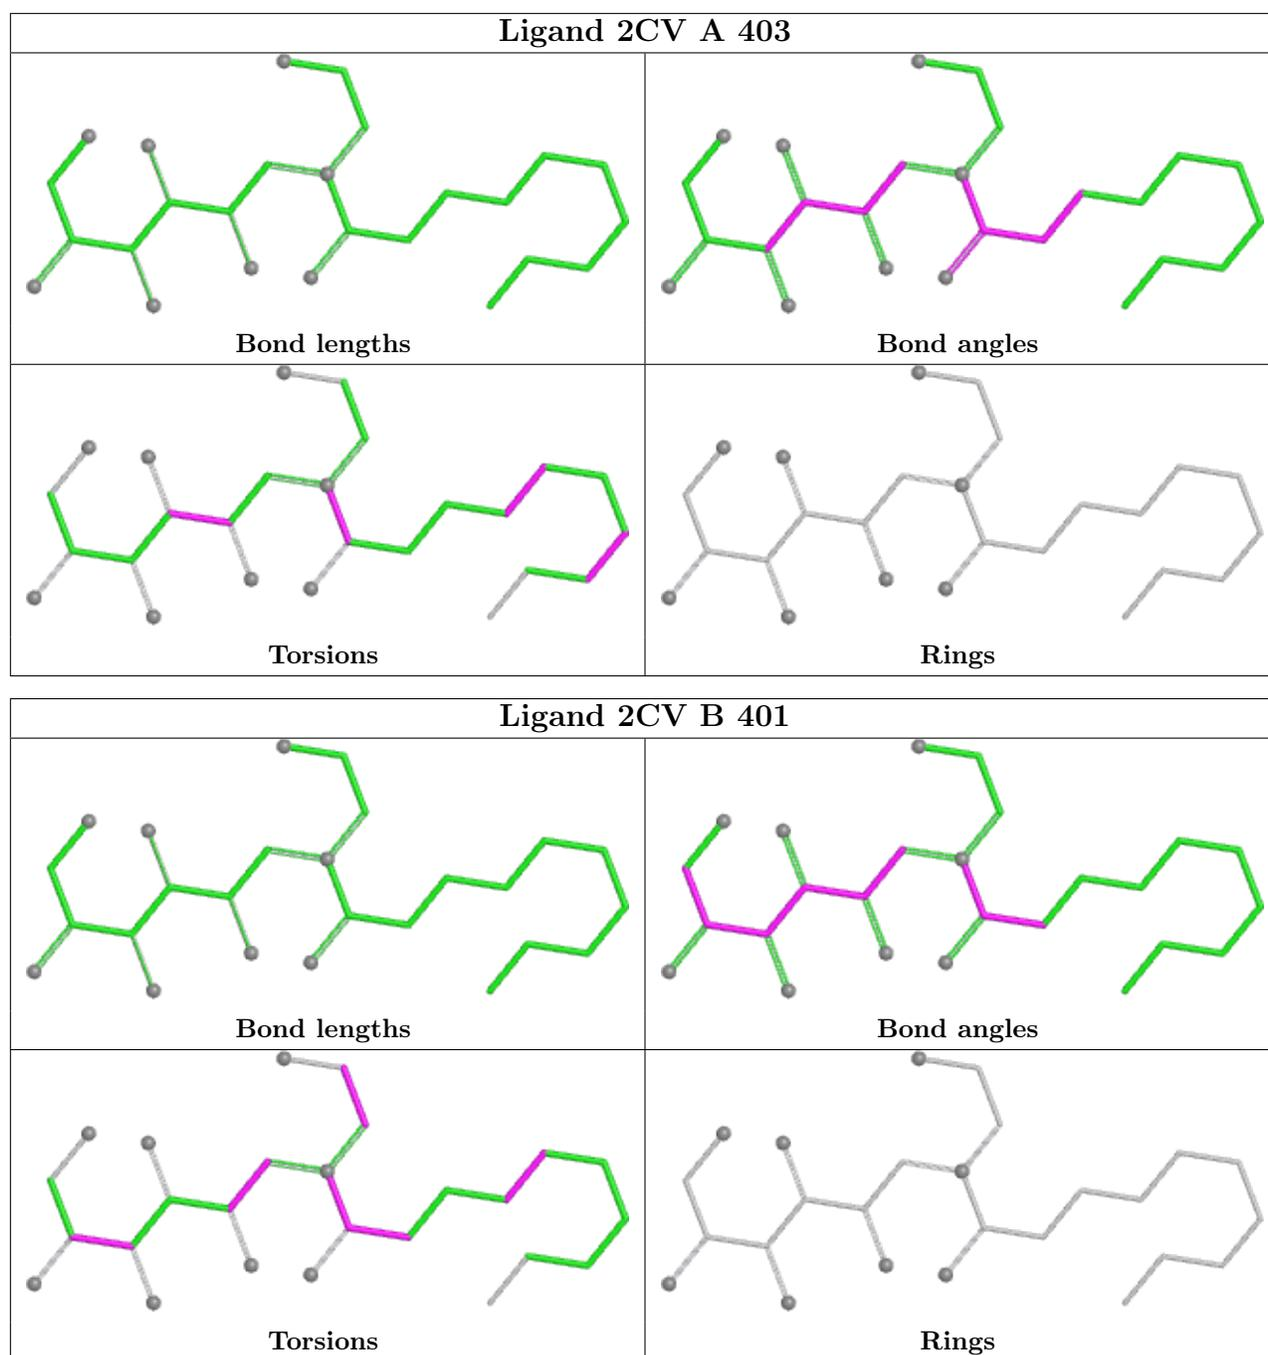 Ligand 2CV A 403
Bond lengths
Bond angles
Torsions
Rings
Ligand 2CV B 401
Bond lengths
Bond angles
Torsions
Rings